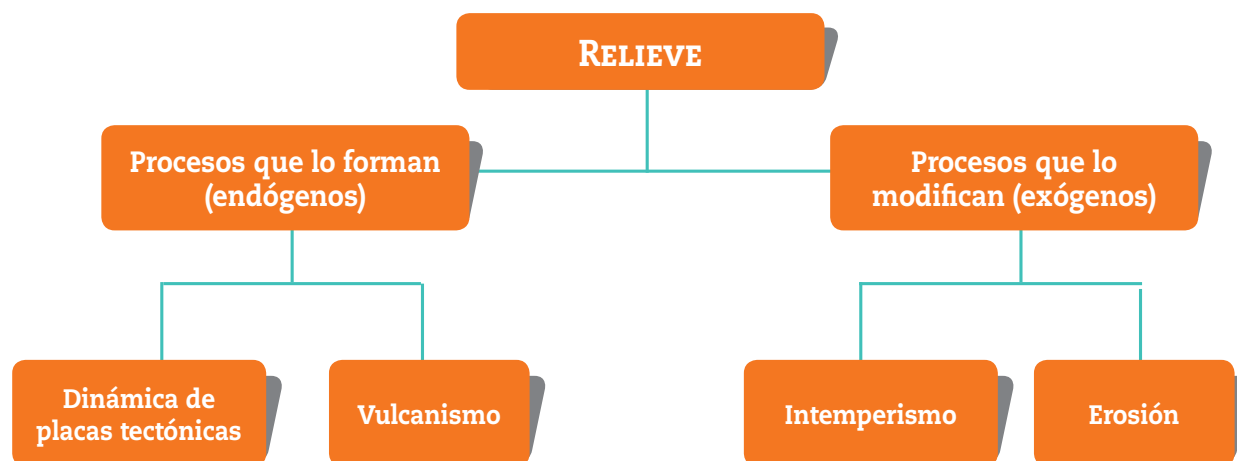 RELIEVE
Procesos que lo forman
(endógenos)
Procesos que lo
modifican (exógenos)
Dinámica de
placas tectónicas
Vulcanismo
Intemperismo
Erosión